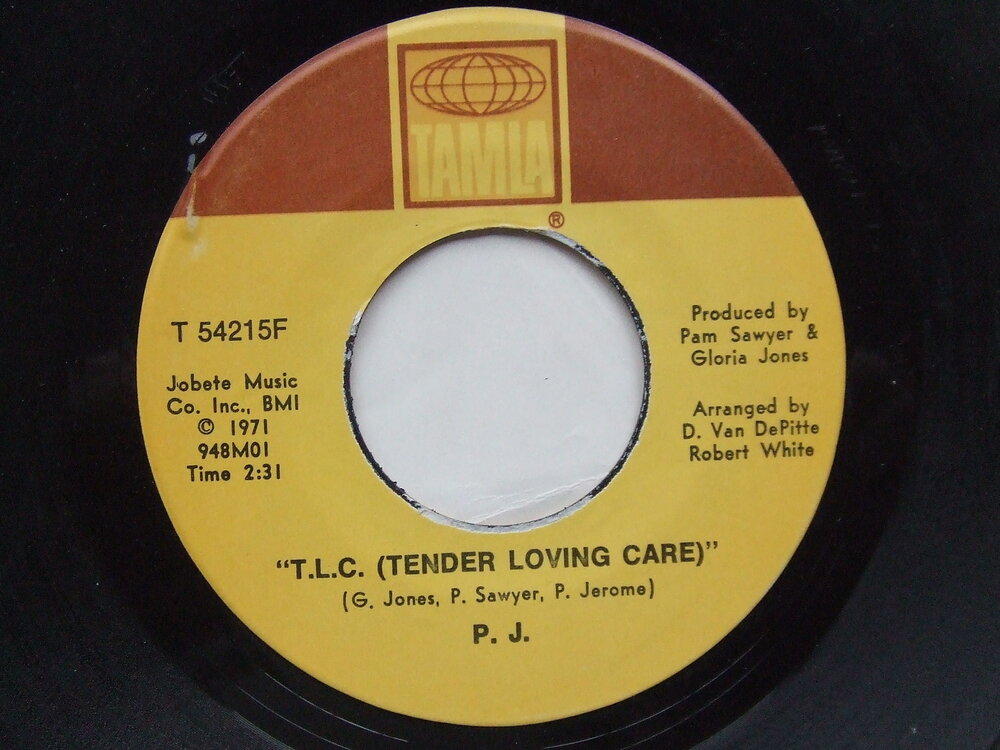 TAMLA
®
T 54215F
Jobete Music
Co. Inc., BMI
© 1971
948M01
Time 2:31
Produced by
Pam Sawyer &
Gloria Jones
Arranged by
D. Van DePitte
Robert White
“T.L.C. (TENDER LOVING CARE)”
(G. Jones, P. Sawyer, P. Jerome)
P. J.